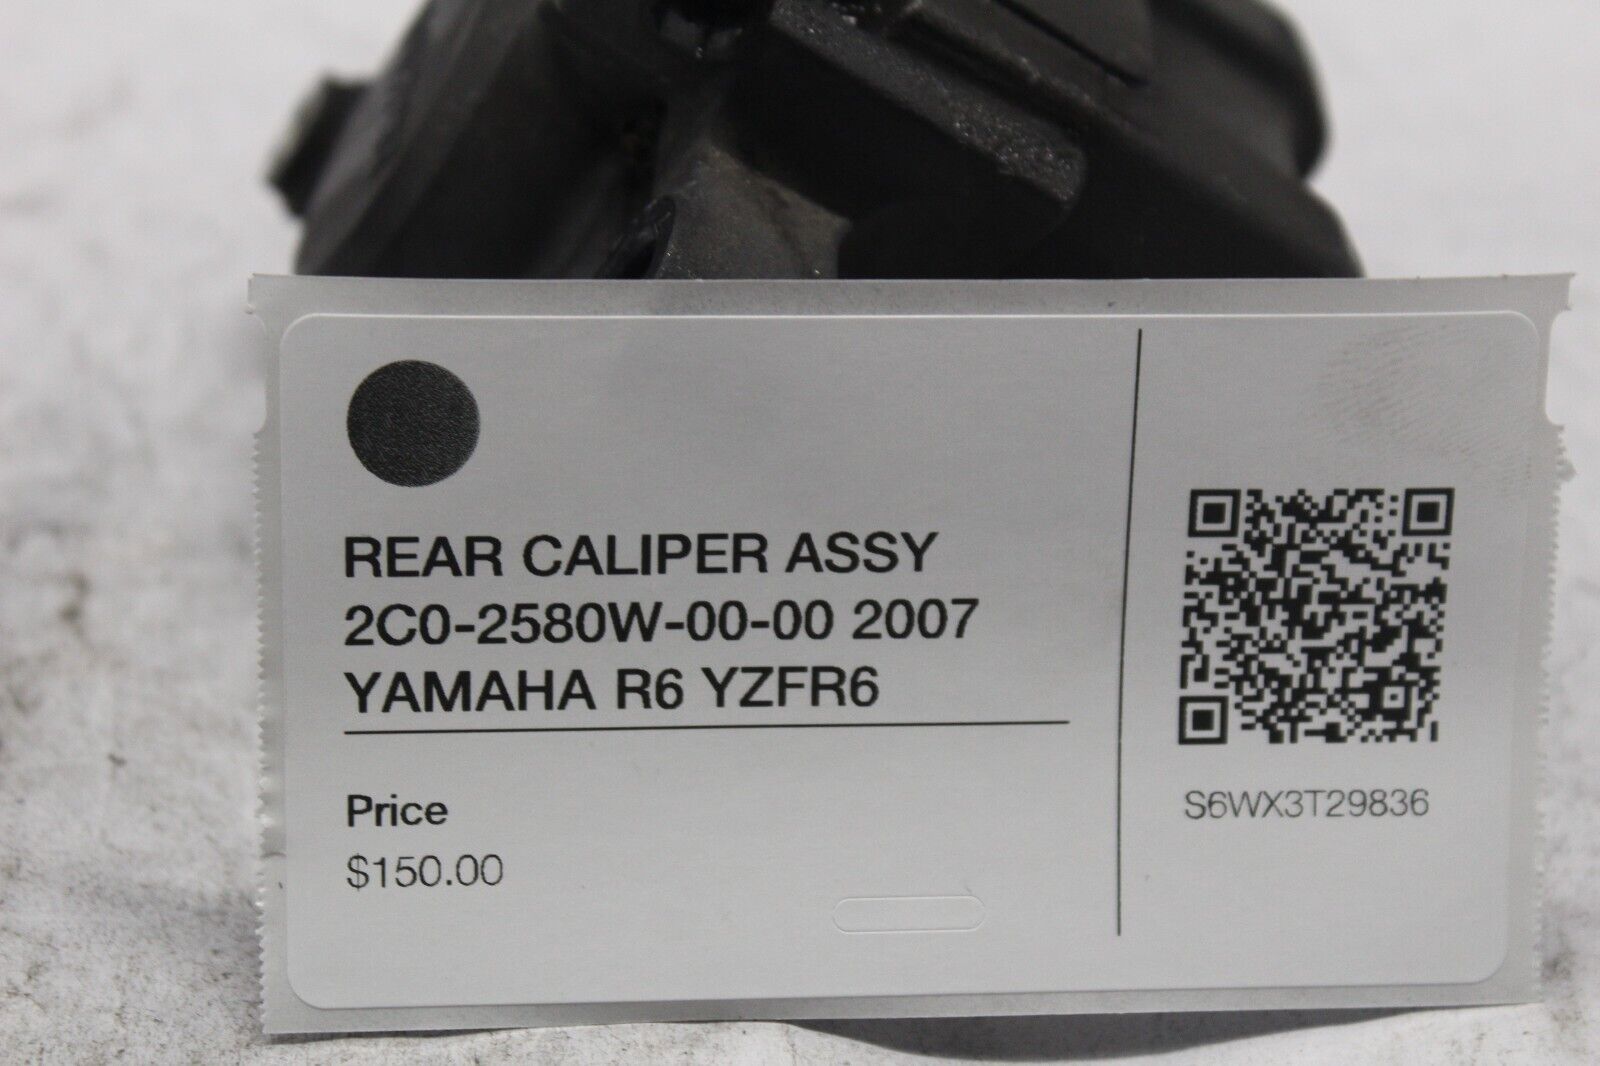 REAR CALIPER ASSY
2C0-2580W-00-00 2007
YAMAHA R6 YZFR6
Price
$150.00
S6WX3T29836